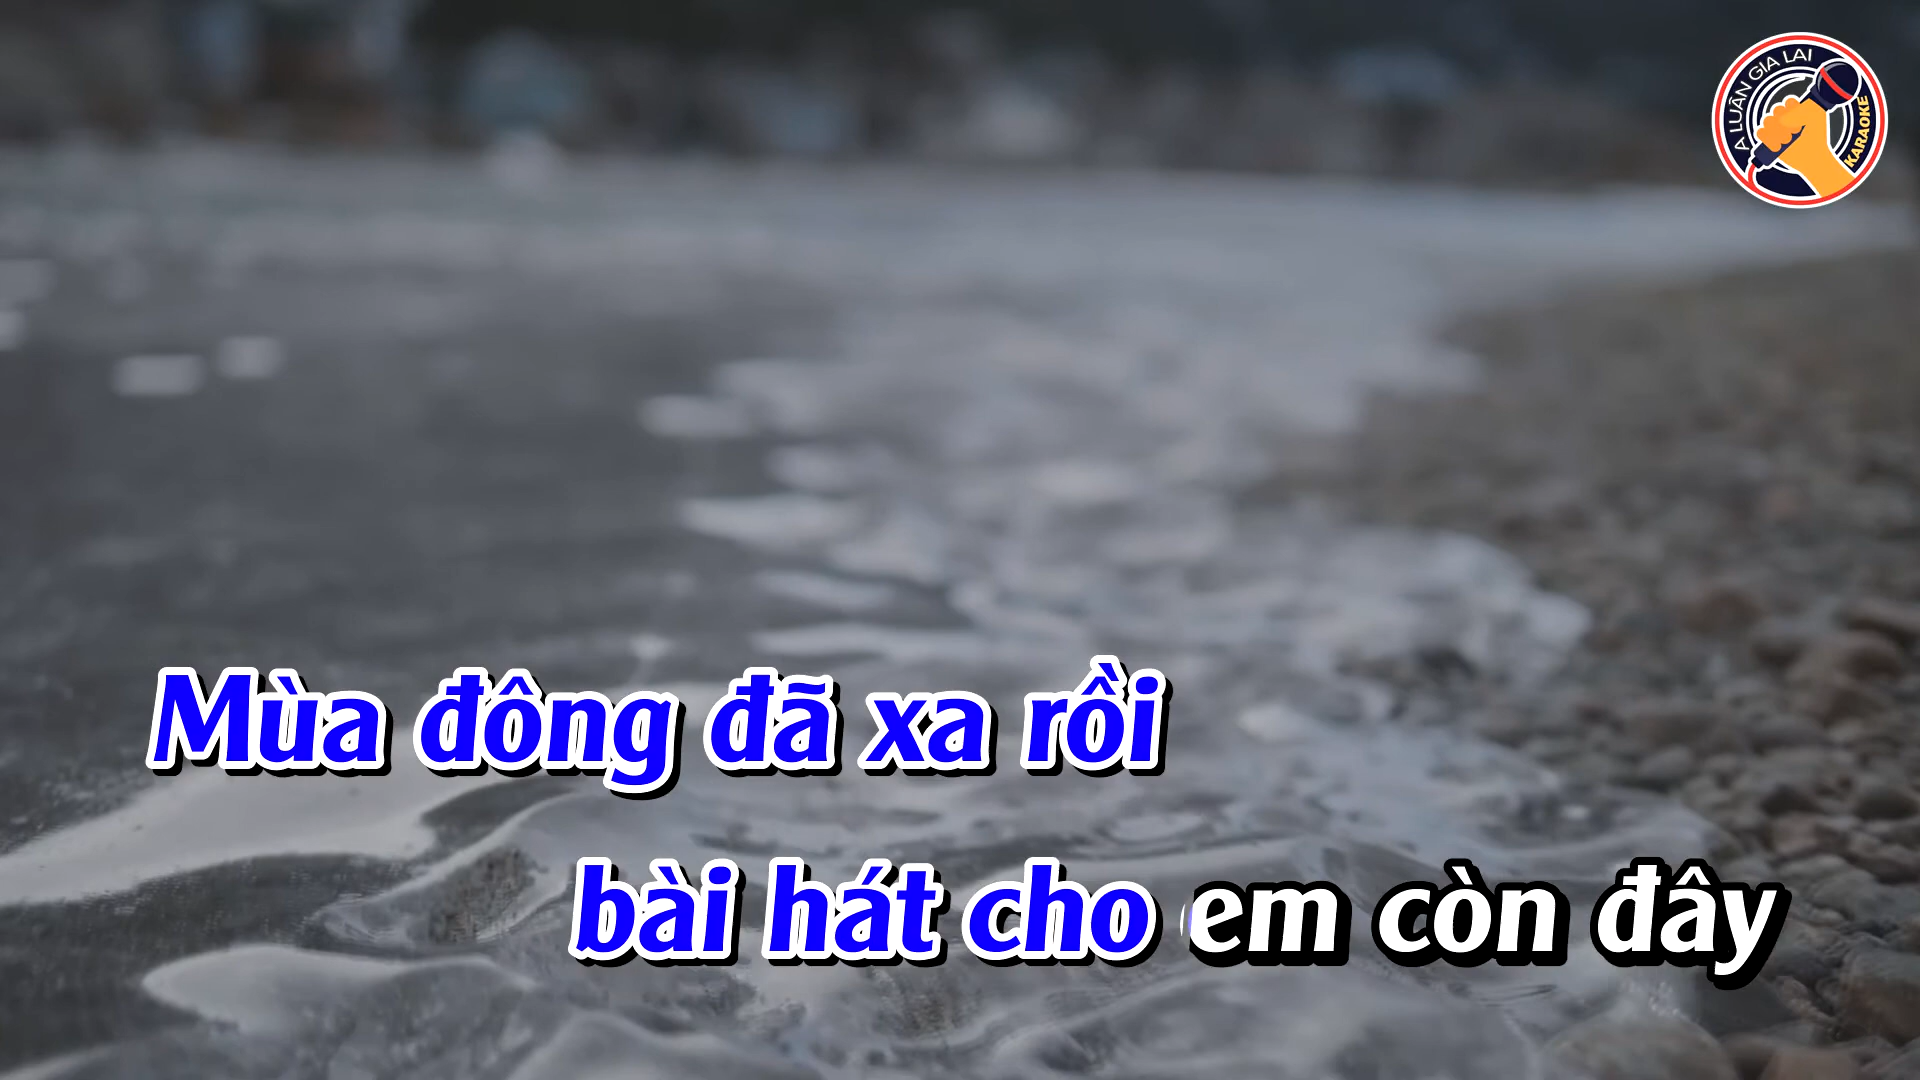 A LUÂN GIA LAI
KARAOKE
Mùa đông đã xa rồi
bài hát cho em còn đây